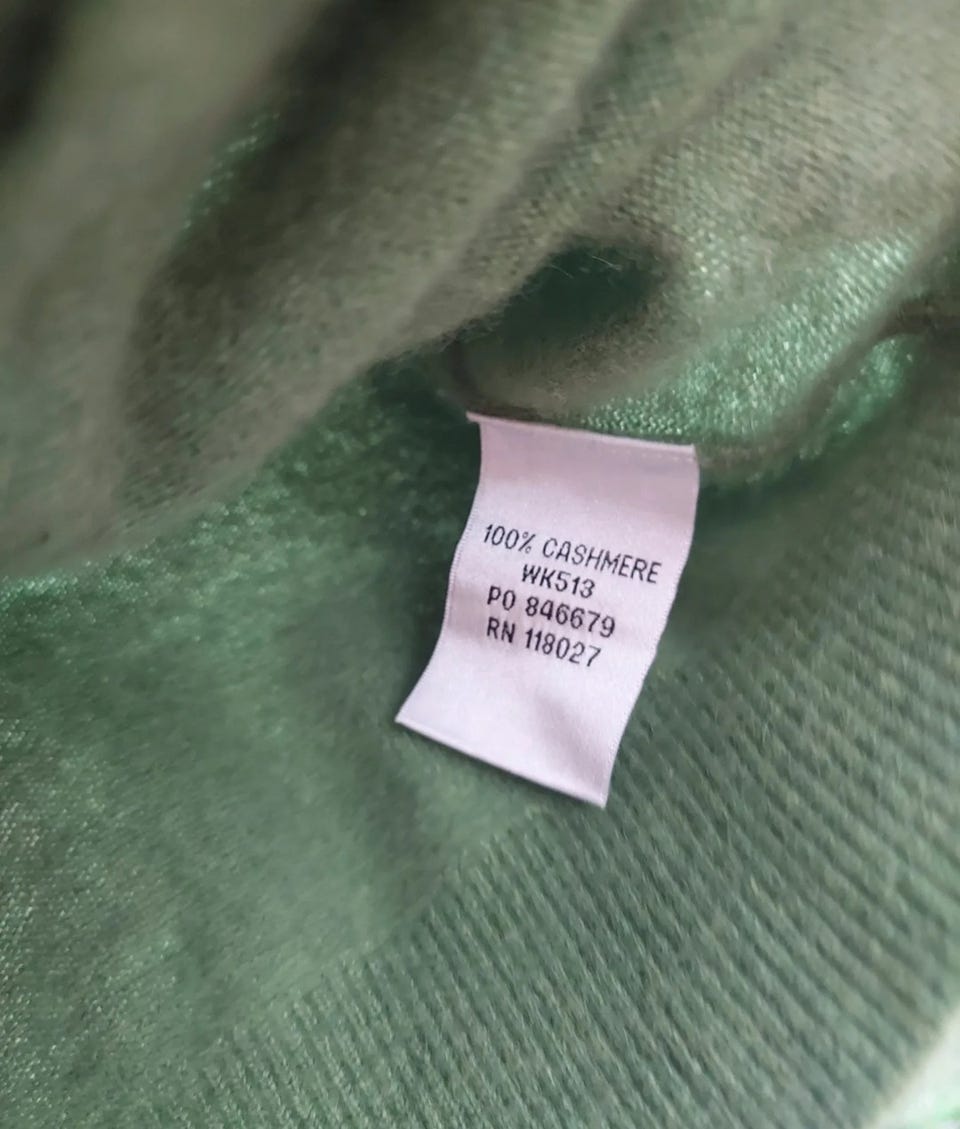 100% CASHMERE
WK513
PO 846679
RN 118027